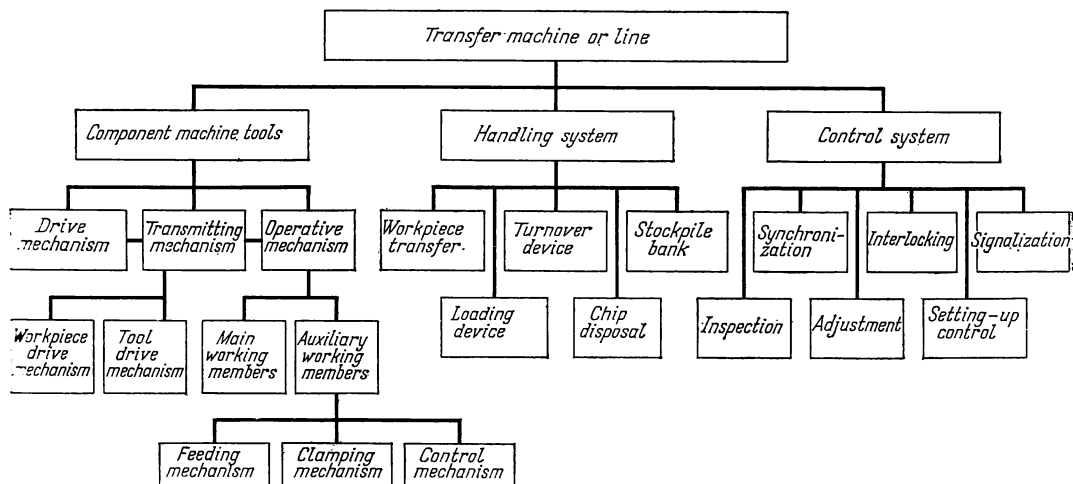 Transfer machine or line
Component machine tools
Handling system
Control system
Drive
mechanism
Transmitting
mechanism
Operative
mechanism
Workpiece
transfer
Turnover
device
Stockpile
bank
Synchroni-
zation
Interlocking
Signalization
Loading
device
Chip
disposal
Inspection
Adjustment
Setting-up
control
Workpiece
drive
mechanism
Tool
drive
mechanism
Main
working
members
Auxiliary
working
members
Feeding
mechanism
Clamping
mechanism
Control
mechanism